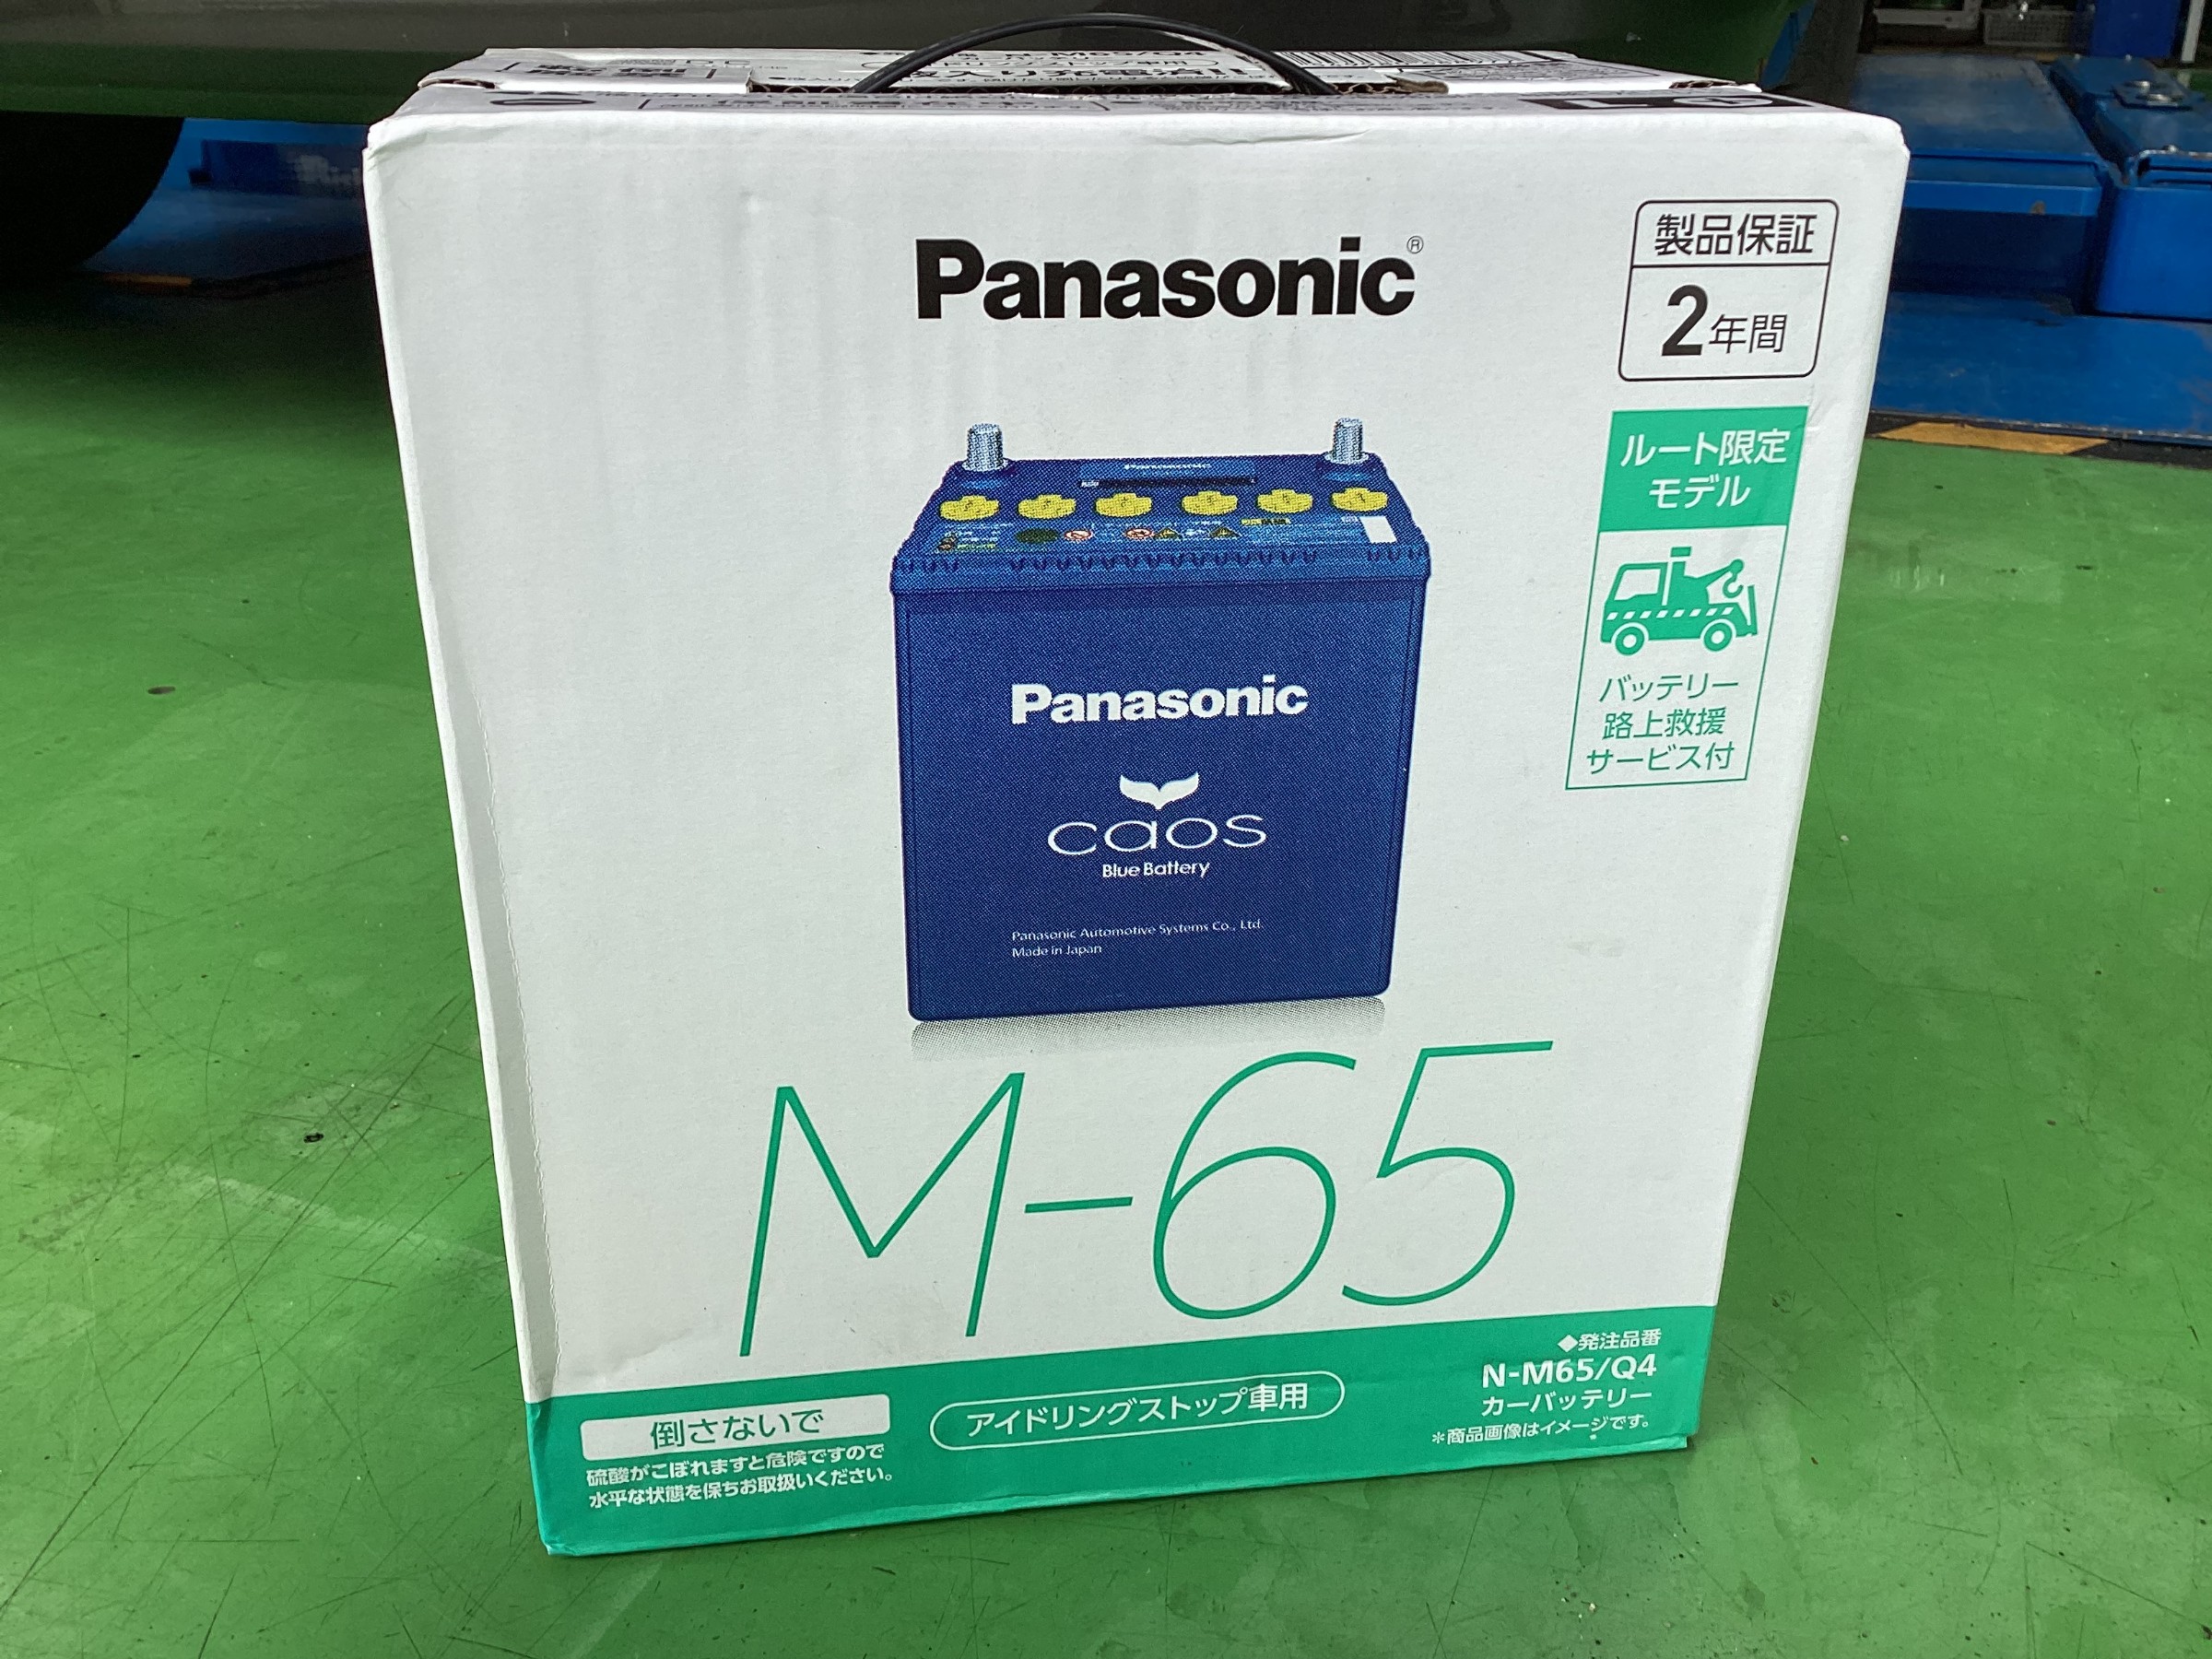 N-M65/Q4
Panasonic®
製品保証
2年間
ルート限定
モデル
バッテリー
路上救援
サービス付
Panasonic
Panasonic
caos
Blue Battery
Panasonic Automotive Systems Co., Ltd.
Made in Japan
M-65
◆発注品番
N-M65/Q4
カーバッテリー
*商品画像はイメージです。
アイドリングストップ車用
倒さないで
硫酸がこぼれますと危険ですので
水平な状態を保ちお取扱いください。